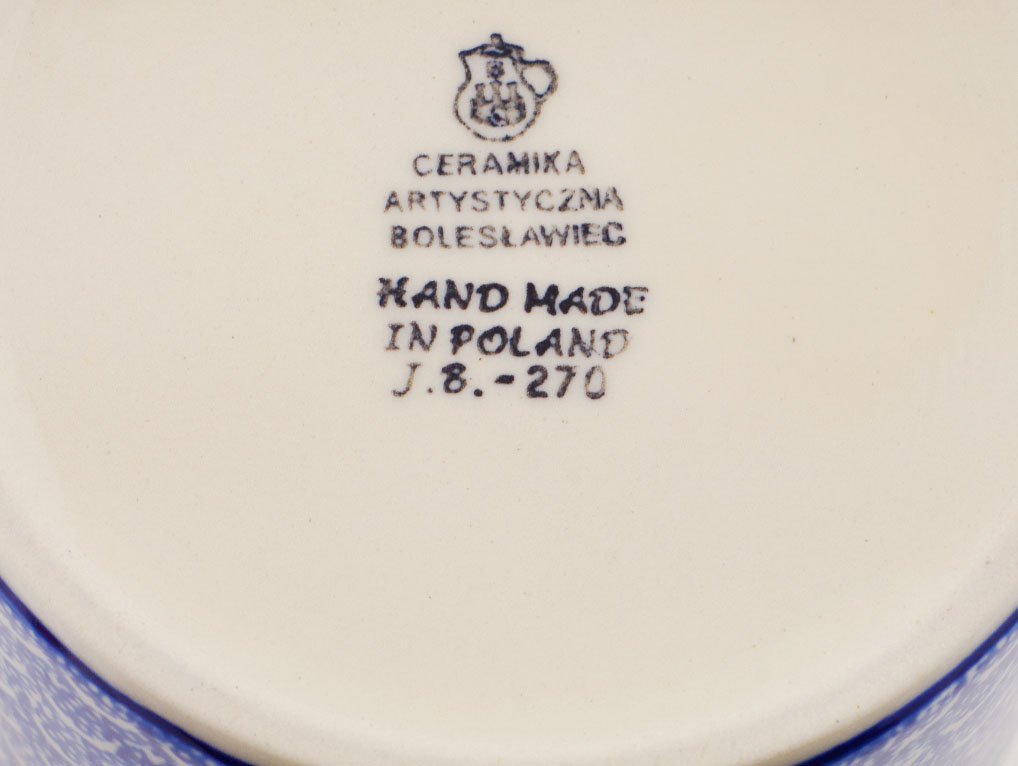 CERAMIKA
ARTYSTYCZNA
BOLESŁAWIEC
HAND MADE
IN POLAND
J.B.-270